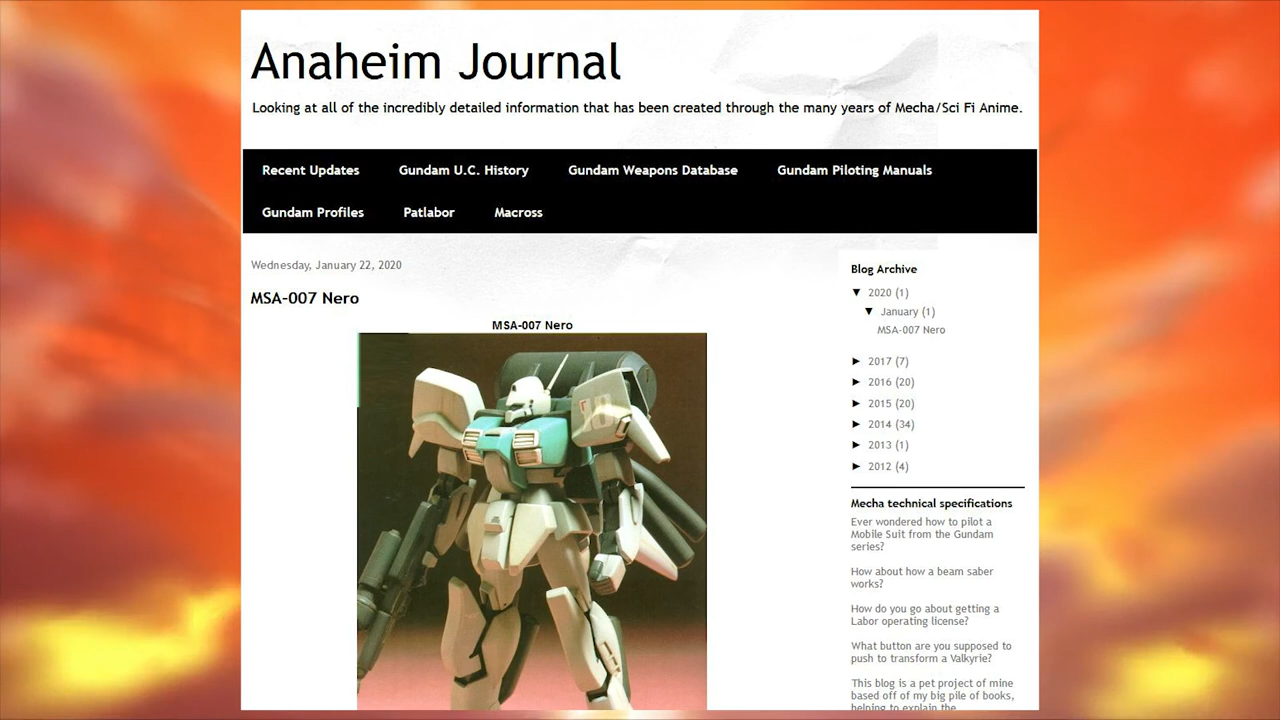 Anaheim Journal
Looking at all of the incredibly detailed information that has been created through the many years of Mecha/Sci Fi Anime.
Recent Updates
Gundam U.C. History
Gundam Weapons Database
Gundam Piloting Manuals
Gundam Profiles
Patlabor
Macross
Wednesday, January 22, 2020
MSA-007 Nero
MSA-007 Nero
Blog Archive
▼ 2020 (1)
▼ January (1)
MSA-007 Nero
► 2017 (7)
► 2016 (20)
► 2015 (20)
► 2014 (34)
► 2013 (1)
► 2012 (4)
Mecha technical specifications
Ever wondered how to pilot a
Mobile Suit from the Gundam
series?
How about how a beam saber
works?
How do you go about getting a
Labor operating license?
What button are you supposed to
push to transform a Valkyrie?
This blog is a pet project of mine
based off of my big pile of books,
helping to explain the